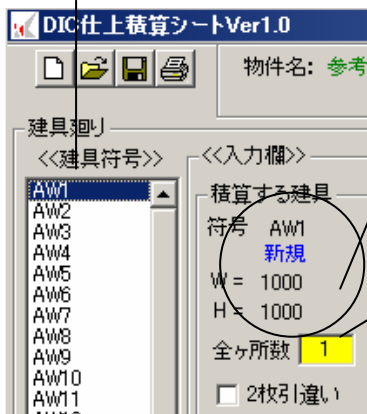 DIC仕上積算シートVer1.0
物件名: 参考
建具廻り
<<建具符号>>
AW1
AW2
AW3
AW4
AW5
AW6
AW7
AW8
AW9
AW10
AW11
<<入力欄>>
積算する建具
符号 AW1
新規
W = 1000
H = 1000
全ヶ所数 1
2枚引違い